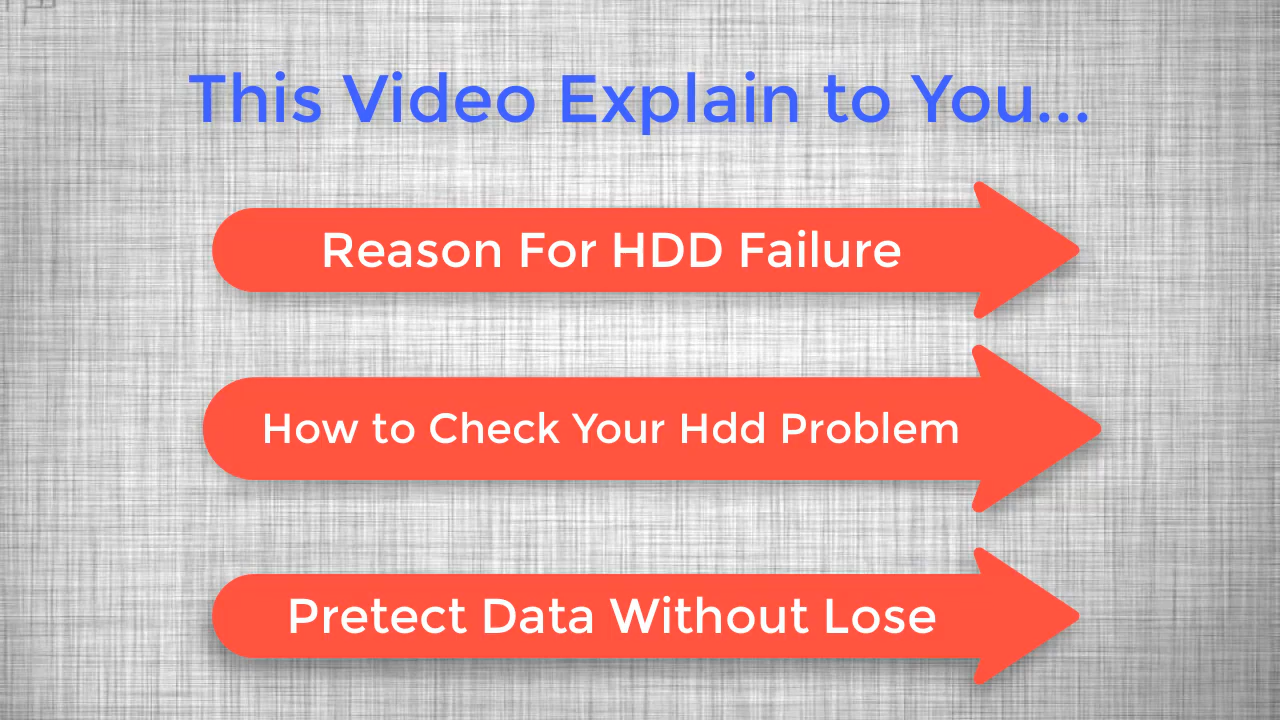 This Video Explain to You...
Reason For HDD Failure
How to Check Your Hdd Problem
Pretect Data Without Lose